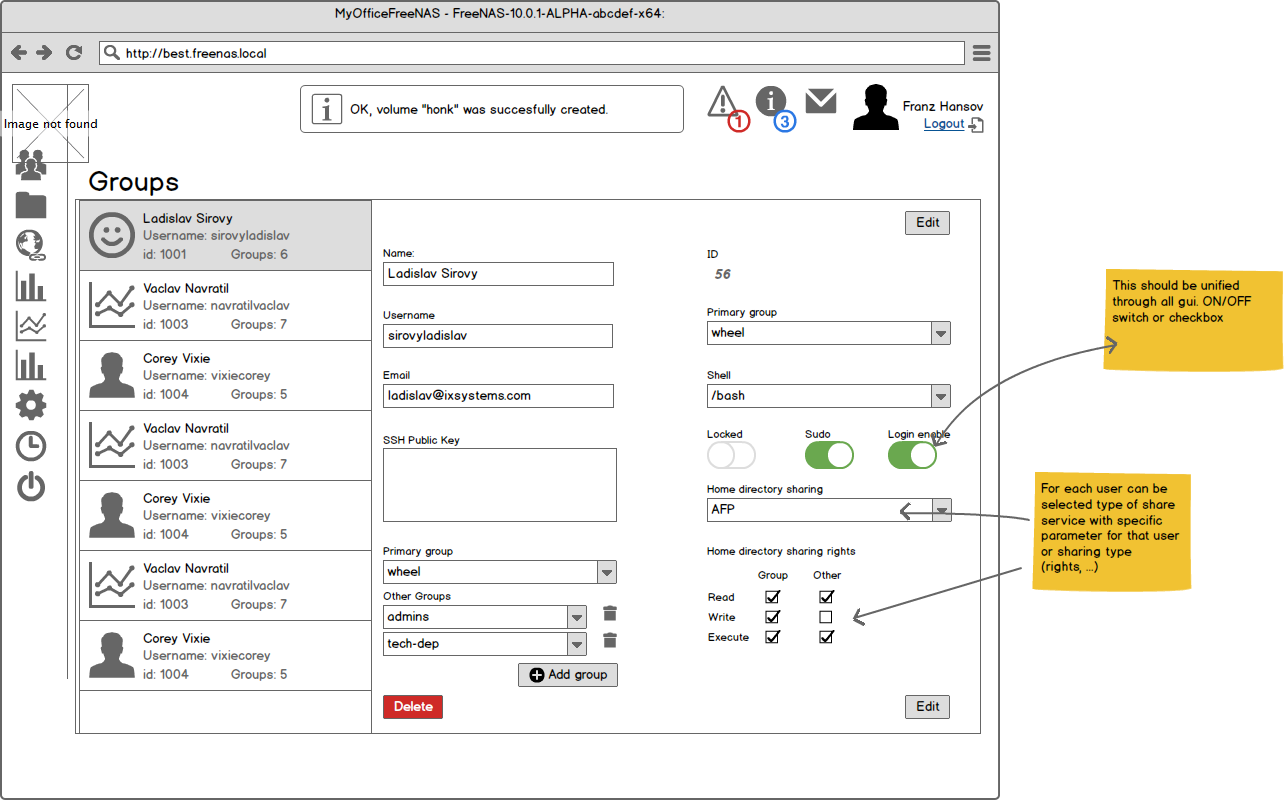 MyOfficeFreeNAS - FreeNAS-10.0.1-ALPHA-abcdef-x64:
http://best.freenas.local
Image not found
OK, volume "honk" was succesfully created.
1
3
Franz Hansov
Logout
Groups
Ladislav Sirovy
Username: sirovyladislav
id: 1001 Groups: 6
Vaclav Navratil
Username: navratilvaclav
id: 1003 Groups: 7
Corey Vixie
Username: vixiecorey
id: 1004 Groups: 5
Vaclav Navratil
Username: navratilvaclav
id: 1003 Groups: 7
Corey Vixie
Username: vixiecorey
id: 1004 Groups: 5
Vaclav Navratil
Username: navratilvaclav
id: 1003 Groups: 7
Corey Vixie
Username: vixiecorey
id: 1004 Groups: 5
Edit
Name:
Ladislav Sirovy
ID
56
Username
sirovyladislav
Primary group
wheel
Email
ladislav@ixsystems.com
Shell
/bash
SSH Public Key
Locked Sudo Login enable
Home directory sharing
AFP
Primary group
wheel
Other Groups
admins
tech-dep
Add group
Home directory sharing rights
Group Other
Read
Write
Execute
Delete
Edit
This should be unified
through all gui. ON/OFF
switch or checkbox
For each user can be
selected type of share
service with specific
parameter for that user
or sharing type
(rights, ...)